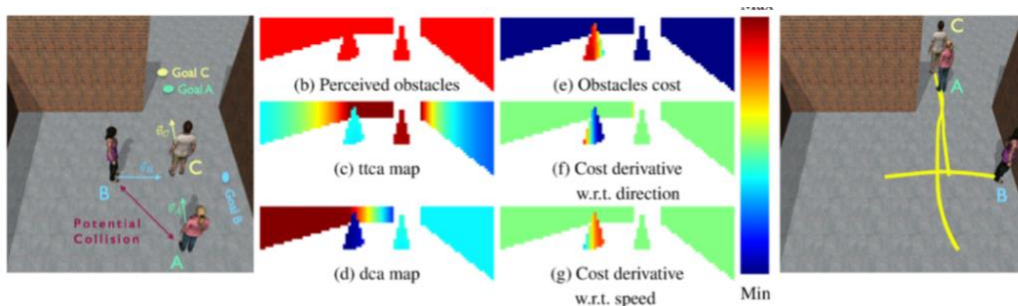 Goal C
Goal A
B
C
Goal B
Potential
Collision
A
(b) Perceived obstacles
(c) ttca map
(d) dca map
(e) Obstacles cost
(f) Cost derivative
w.r.t. direction
(g) Cost derivative
w.r.t. speed
Max
Min
C
A
B